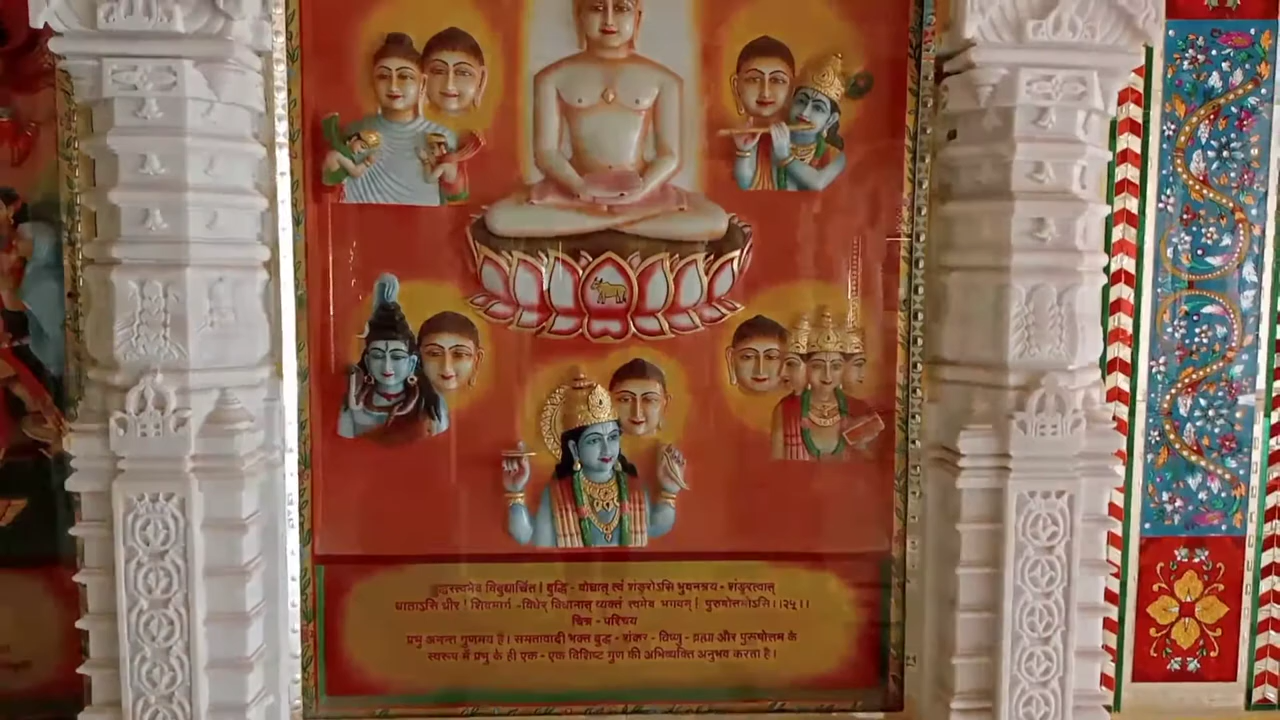 बुद्धस्त्वमेव विबुधार्चित ! बुद्धि - बोधात् त्वं शंङ्करोऽसि भुवनत्रय - शंङ्करत्वात्
धाताऽसि धीर ! शिवमार्ग - विधेर् विधानात् व्यक्तं त्वमेव भगवन् ! पुरुषोत्तमोऽसि।।२५।।
चित्र - परिचय
प्रभु अनन्त गुणमय हैं। समतावादी भक्त बुद्ध - शंकर - विष्णु - ब्रह्मा और पुरूषोत्तम के
स्वरूप में प्रभु के ही एक - एक विशिष्ट गुण की अभिव्यक्ति अनुभव करता है।